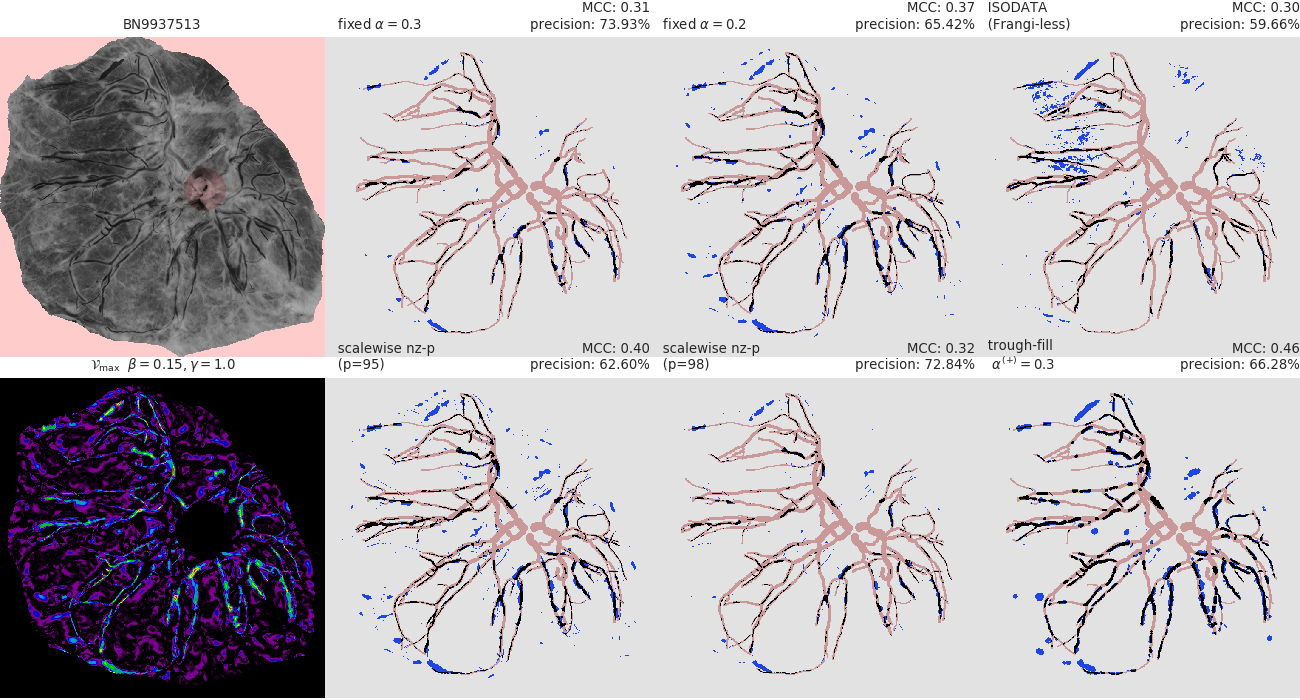 BN9937513
fixed α = 0.3
MCC: 0.31
precision: 73.93%
fixed α = 0.2
MCC: 0.37
precision: 65.42%
ISODATA
(Frangi-less)
MCC: 0.30
precision: 59.66%
𝒱max β = 0.15, γ = 1.0
scalewise nz-p
(p=95)
MCC: 0.40
precision: 62.60%
scalewise nz-p
(p=98)
MCC: 0.32
precision: 72.84%
trough-fill
α(+) = 0.3
MCC: 0.46
precision: 66.28%